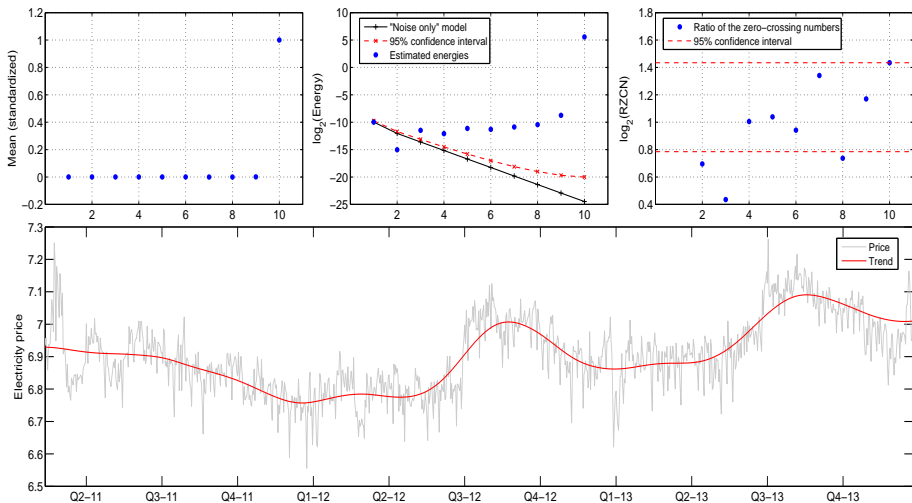 Mean (standardized)
1.2
1
0.8
0.6
0.4
0.2
0
−0.2
2 4 6 8 10
log2(Energy)
10
5
0
−5
−10
−15
−20
−25
2 4 6 8 10
"Noise only" model
95% confidence interval
Estimated energies
log2(RZCN)
1.8
1.6
1.4
1.2
1
0.8
0.6
0.4
2 4 6 8 10
Ratio of the zero−crossing numbers
95% confidence interval
Electricity price
7.3
7.2
7.1
7
6.9
6.8
6.7
6.6
6.5
Price
Trend
Q2−11 Q3−11 Q4−11 Q1−12 Q2−12 Q3−12 Q4−12 Q1−13 Q2−13 Q3−13 Q4−13